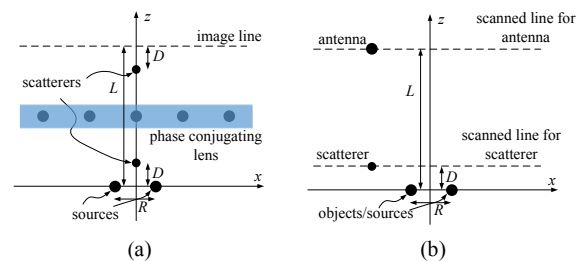 z
image line
D
scatterers
L
phase conjugating
lens
D
x
sources
R
(a)
z
scanned line for
antenna
antenna
L
scanned line for
scatterer
scatterer
D
x
objects/sources
R
(b)